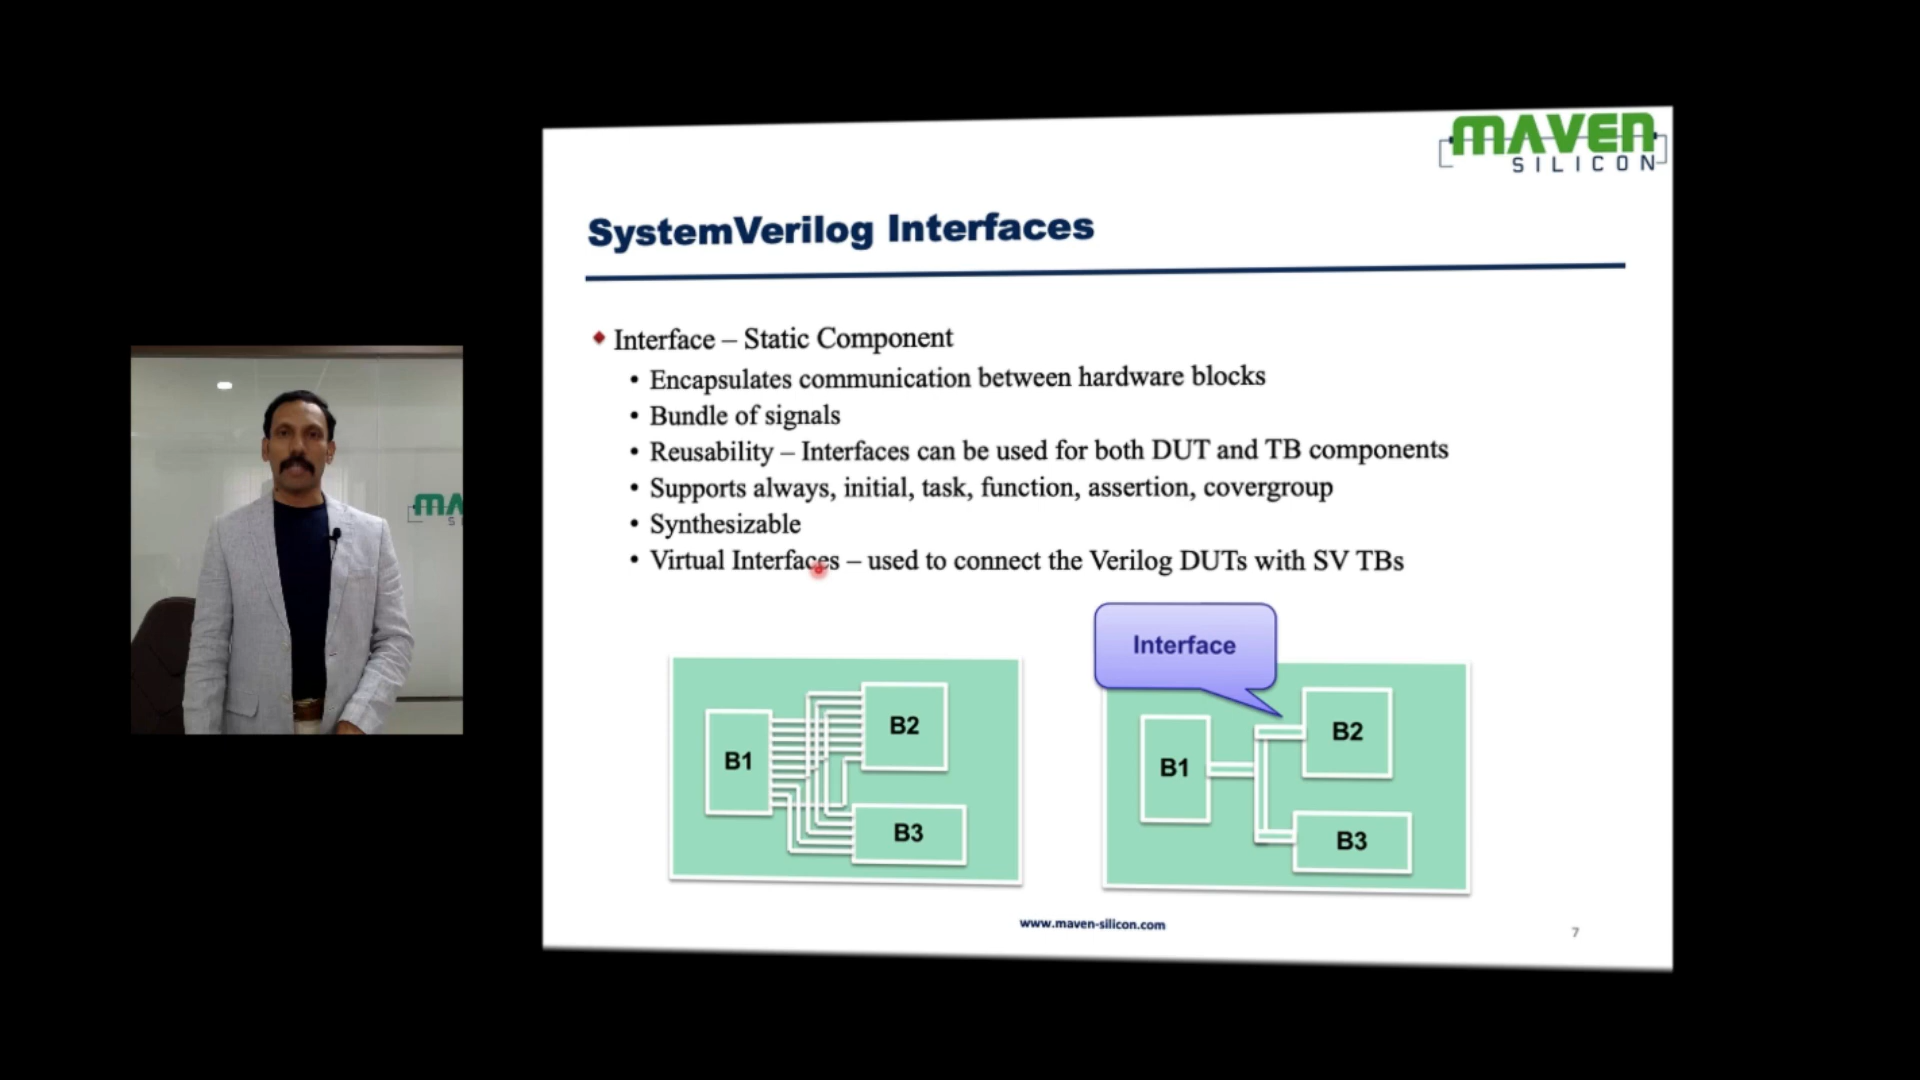 MAVEN
SILICON
SystemVerilog Interfaces
Interface – Static Component
• Encapsulates communication between hardware blocks
• Bundle of signals
• Reusability – Interfaces can be used for both DUT and TB components
• Supports always, initial, task, function, assertion, covergroup
• Synthesizable
• Virtual Interfaces – used to connect the Verilog DUTs with SV TBs
Interface
B1
B2
B3
B1
B2
B3
www.maven-silicon.com
7
MA
S